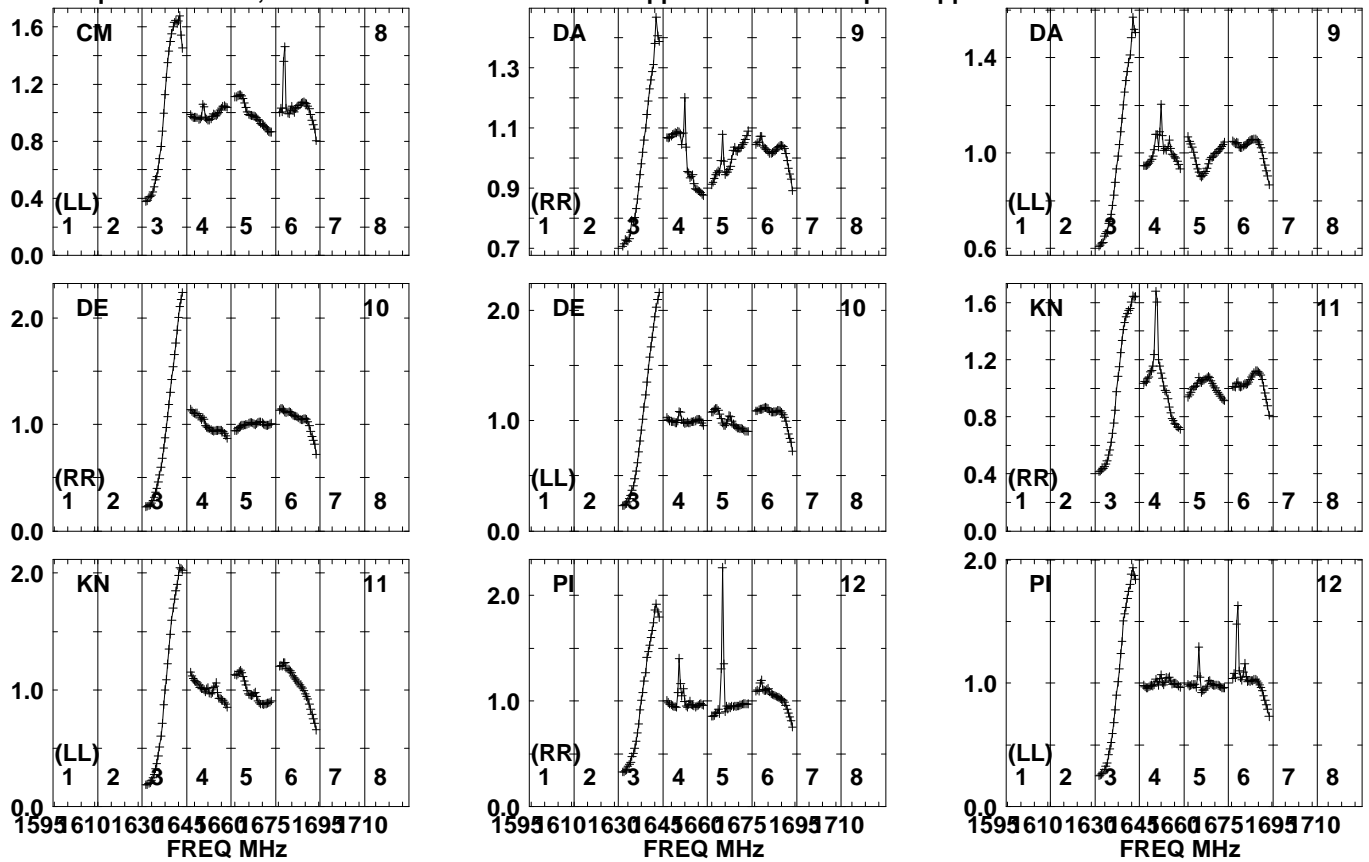 CM 8
1.6
1.2
0.8
0.4
0.0
(LL)
1 2 3 4 5 6 7 8
DA 9
1.3
1.1
0.9
0.7
(RR)
1 2 3 4 5 6 7 8
DA 9
1.4
1.0
0.6
(LL)
1 2 3 4 5 6 7 8
DE 10
2.0
1.0
0.0
(RR)
1 2 3 4 5 6 7 8
DE 10
2.0
1.0
0.0
(LL)
1 2 3 4 5 6 7 8
KN 11
1.6
1.2
0.8
0.4
0.0
(RR)
1 2 3 4 5 6 7 8
KN 11
2.0
1.0
0.0
(LL)
1 2 3 4 5 6 7 8
1595 1610 1630 1645 1660 1675 1695 1710
FREQ MHz
PI 12
2.0
1.0
0.0
(RR)
1 2 3 4 5 6 7 8
1595 1610 1630 1645 1660 1675 1695 1710
FREQ MHz
PI 12
2.0
1.0
0.0
(LL)
1 2 3 4 5 6 7 8
1595 1610 1630 1645 1660 1675 1695 1710
FREQ MHz